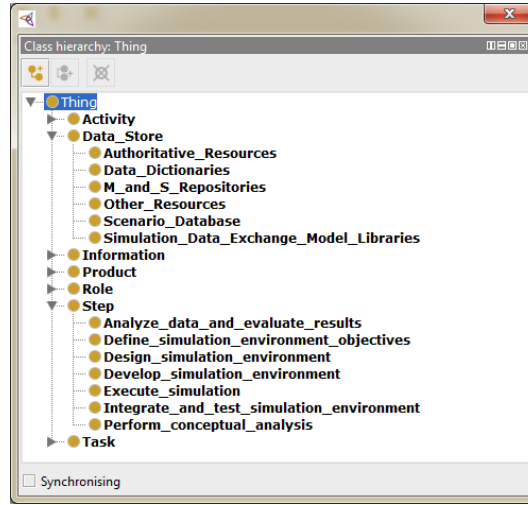 Class hierarchy: Thing
Thing
Activity
Data_Store
Authoritative_Resources
Data_Dictionaries
M_and_S_Repositories
Other_Resources
Scenario_Database
Simulation_Data_Exchange_Model_Libraries
Information
Product
Role
Step
Analyze_data_and_evaluate_results
Define_simulation_environment_objectives
Design_simulation_environment
Develop_simulation_environment
Execute_simulation
Integrate_and_test_simulation_environment
Perform_conceptual_analysis
Task
Synchronising